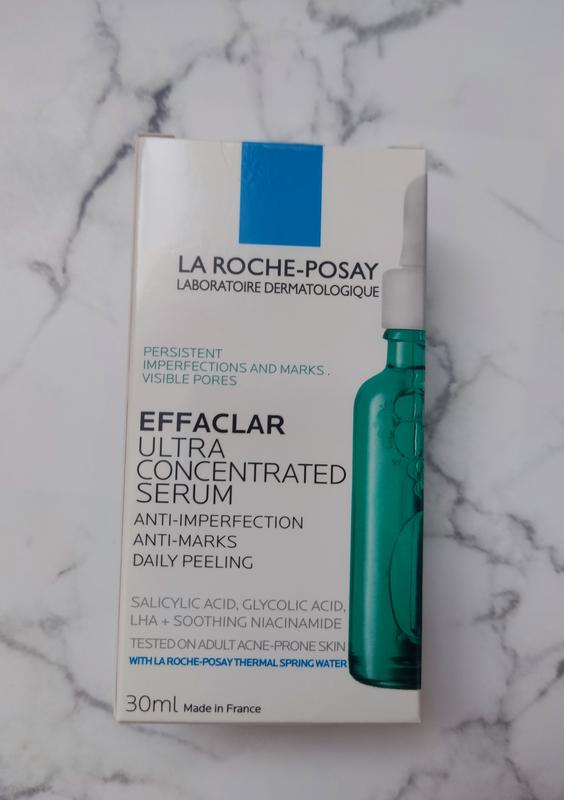 LA ROCHE-POSAY
LABORATOIRE DERMATOLOGIQUE
PERSISTENT
IMPERFECTIONS AND MARKS .
VISIBLE PORES
EFFACLAR
ULTRA
CONCENTRATED
SERUM
ANTI-IMPERFECTION
ANTI-MARKS
DAILY PEELING
SALICYLIC ACID, GLYCOLIC ACID,
LHA + SOOTHING NIACINAMIDE
TESTED ON ADULT ACNE-PRONE SKIN
WITH LA ROCHE-POSAY THERMAL SPRING WATER
30ml Made in France